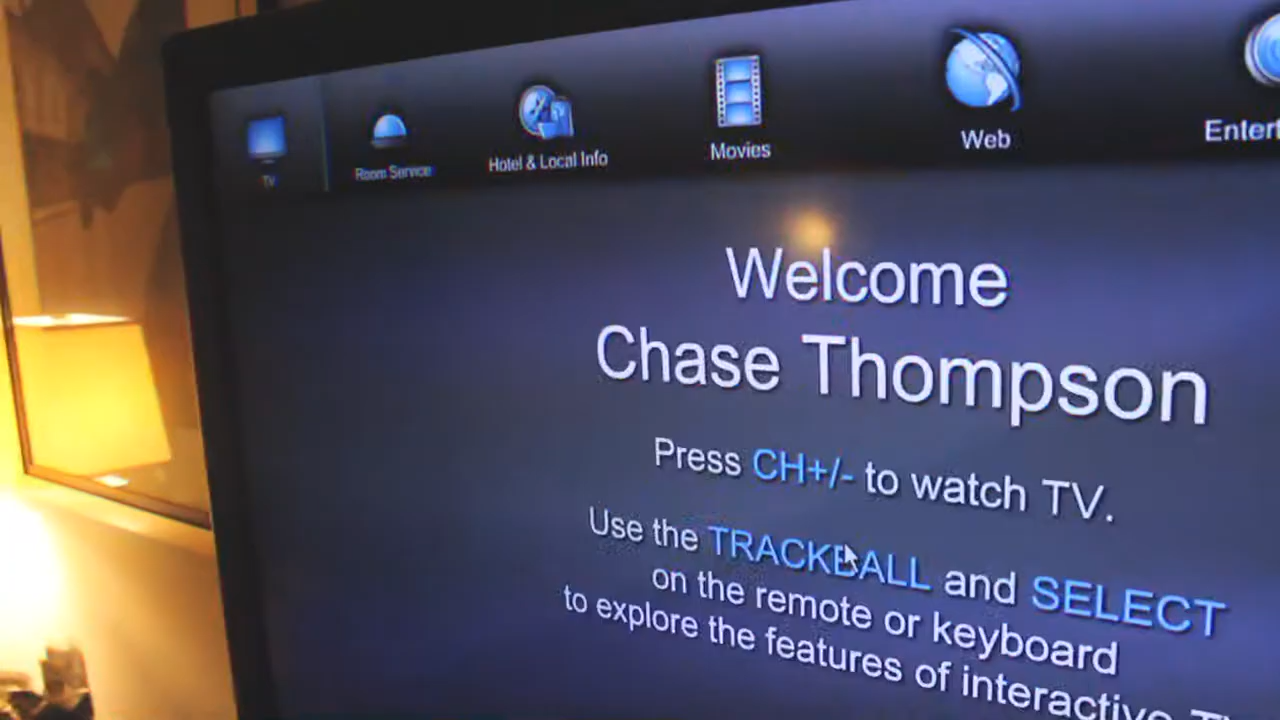 TV
Room Service
Hotel & Local Info
Movies
Web
Welcome
Chase Thompson
Press CH+/- to watch TV.
Use the TRACKBALL and SELECT
on the remote or keyboard
to explore the features of interactive